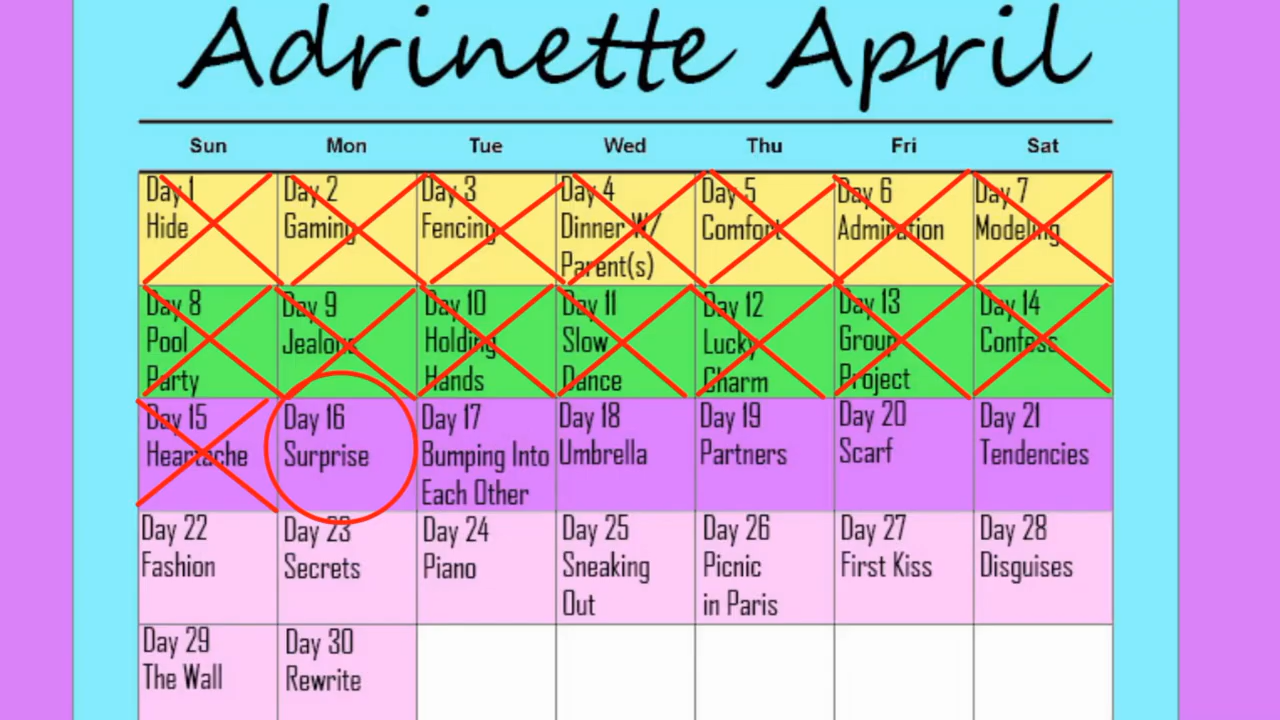 Adrinette April
Sun Mon Tue Wed Thu Fri Sat
Day 1
Hide
Day 2
Gaming
Day 3
Fencing
Day 4
Dinner W/
Parent(s)
Day 5
Comfort
Day 6
Admiration
Day 7
Modeling
Day 8
Pool
Party
Day 9
Jealous
Day 10
Holding
Hands
Day 11
Slow
Dance
Day 12
Lucky
Charm
Day 13
Group
Project
Day 14
Confess
Day 15
Heartache
Day 16
Surprise
Day 17
Bumping Into
Each Other
Day 18
Umbrella
Day 19
Partners
Day 20
Scarf
Day 21
Tendencies
Day 22
Fashion
Day 23
Secrets
Day 24
Piano
Day 25
Sneaking
Out
Day 26
Picnic
in Paris
Day 27
First Kiss
Day 28
Disguises
Day 29
The Wall
Day 30
Rewrite